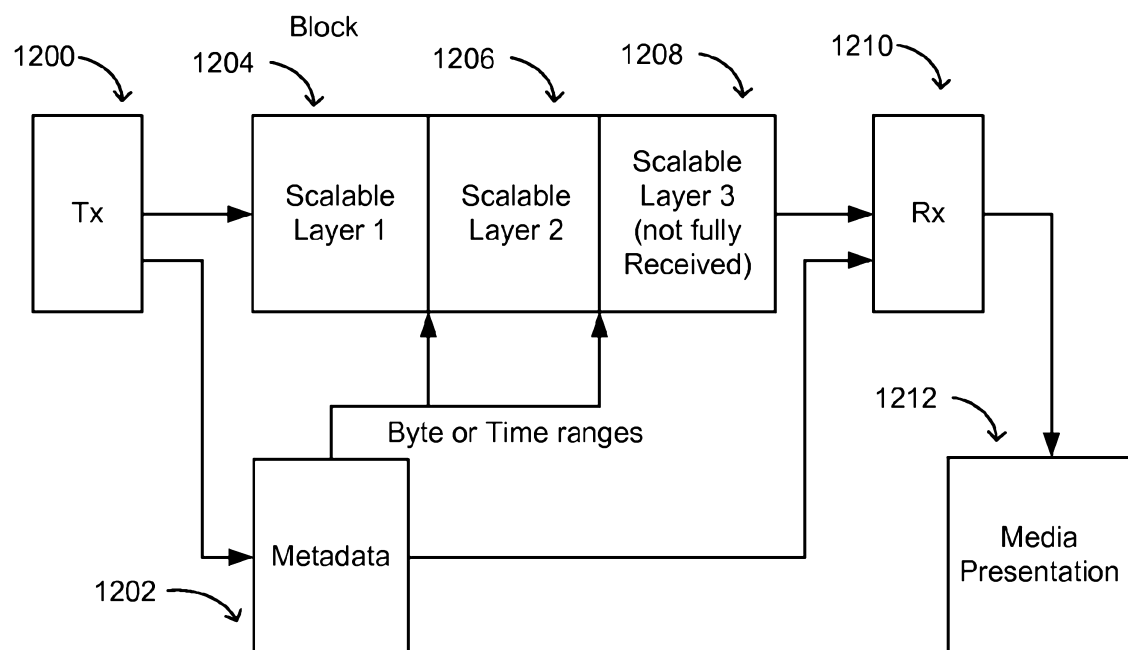 Block
1200
1204
1206
1208
1210
Tx
Scalable
Layer 1
Scalable
Layer 2
Scalable
Layer 3
(not fully
Received)
Rx
1212
Byte or Time ranges
Metadata
Media
Presentation
1202